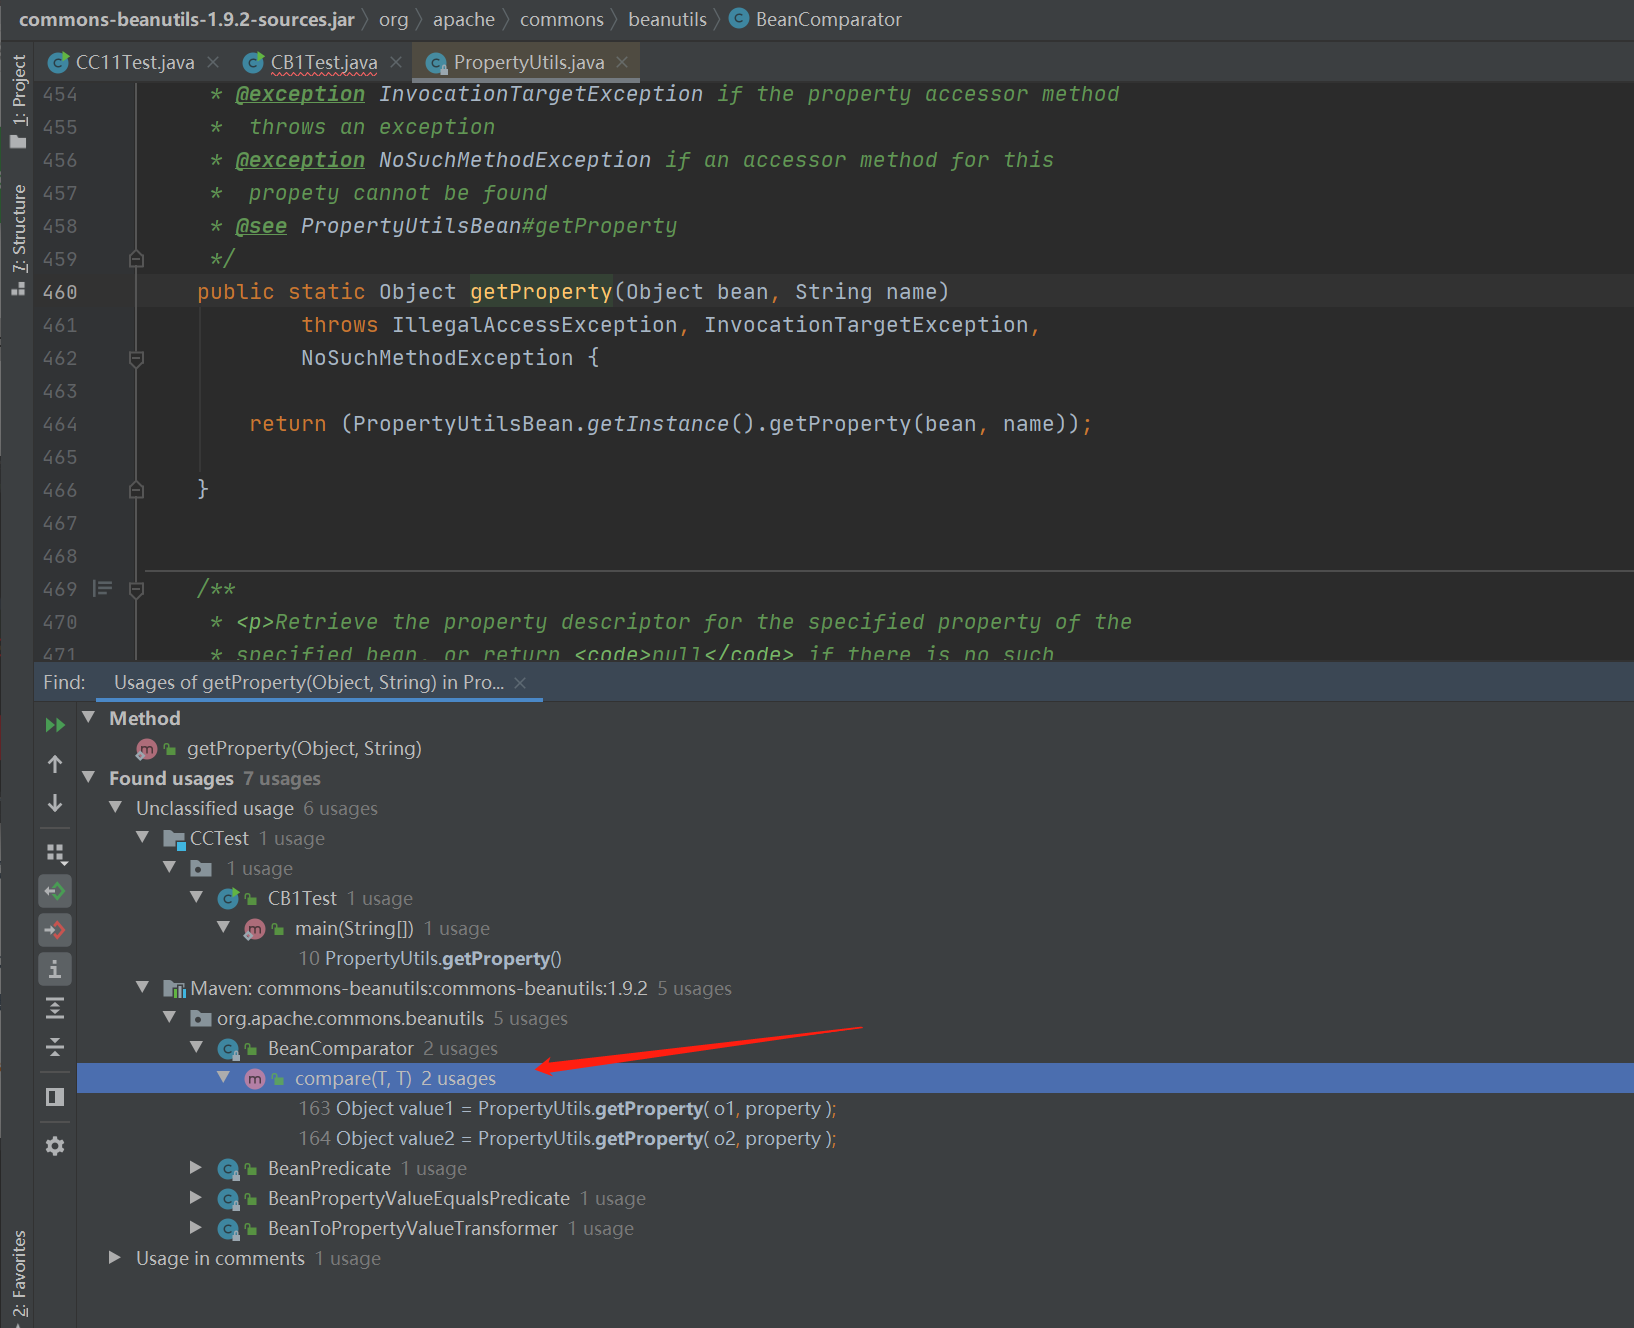 commons-beanutils-1.9.2-sources.jar 〉 org 〉 apache 〉 commons 〉 beanutils 〉 C BeanComparator
CC11Test.java × CB1Test.java × PropertyUtils.java ×
1: Project
7: Structure
454 * @exception InvocationTargetException if the property accessor method
455 * throws an exception
456 * @exception NoSuchMethodException if an accessor method for this
457 * propety cannot be found
458 * @see PropertyUtilsBean#getProperty
459 */
460 public static Object getProperty(Object bean, String name)
461 throws IllegalAccessException, InvocationTargetException,
462 NoSuchMethodException {
463
464 return (PropertyUtilsBean.getInstance().getProperty(bean, name));
465
466 }
467
468
469 /**
470 * <p>Retrieve the property descriptor for the specified property of the
471 * specified bean, or return <code>null</code> if there is no such
Find: Usages of getProperty(Object, String) in Pro... ×
Method
getProperty(Object, String)
Found usages 7 usages
Unclassified usage 6 usages
CCTest 1 usage
1 usage
CB1Test 1 usage
main(String[]) 1 usage
10 PropertyUtils.getProperty()
Maven: commons-beanutils:commons-beanutils:1.9.2 5 usages
org.apache.commons.beanutils 5 usages
BeanComparator 2 usages
compare(T, T) 2 usages
163 Object value1 = PropertyUtils.getProperty( o1, property );
164 Object value2 = PropertyUtils.getProperty( o2, property );
BeanPredicate 1 usage
BeanPropertyValueEqualsPredicate 1 usage
BeanToPropertyValueTransformer 1 usage
Usage in comments 1 usage
2: Favorites